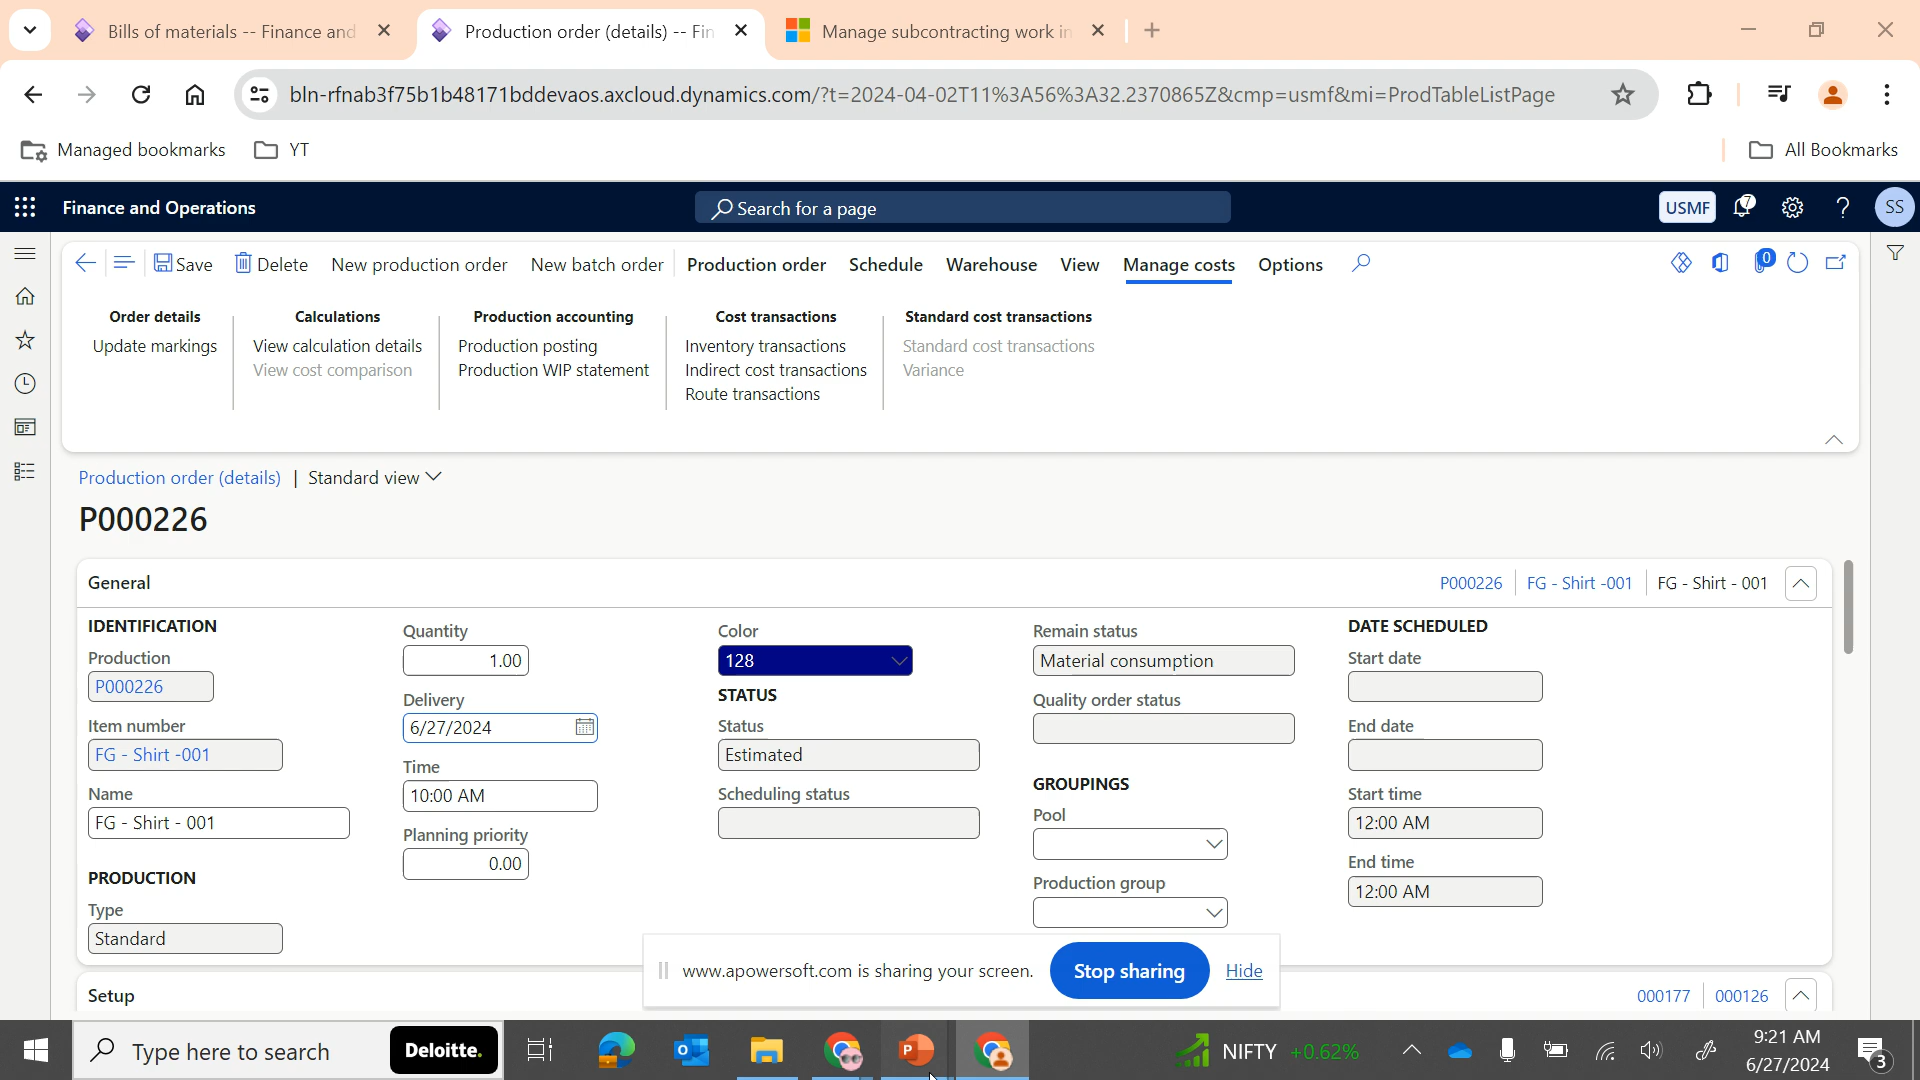 Bills of materials -- Finance and
Production order (details) -- Fin
Manage subcontracting work in
bln-rfnab3f75b1b48171bddevaos.axcloud.dynamics.com/?t=2024-04-02T11%3A56%3A32.2370865Z&cmp=usmf&mi=ProdTableListPage
Managed bookmarks YT All Bookmarks
Finance and Operations Search for a page USMF 7 ? SS
Save Delete New production order New batch order Production order Schedule Warehouse View Manage costs Options 0
Order details Calculations Production accounting Cost transactions Standard cost transactions
Update markings View calculation details Production posting Inventory transactions Standard cost transactions
View cost comparison Production WIP statement Indirect cost transactions Variance
Route transactions
Production order (details) | Standard view
P000226
General P000226 FG - Shirt -001 FG - Shirt - 001
IDENTIFICATION
Production
P000226
Item number
FG - Shirt -001
Name
FG - Shirt - 001
PRODUCTION
Type
Standard
Quantity
1.00
Delivery
6/27/2024
Time
10:00 AM
Planning priority
0.00
Color
128
STATUS
Status
Estimated
Scheduling status
Remain status
Material consumption
Quality order status
GROUPINGS
Pool
Production group
DATE SCHEDULED
Start date
End date
Start time
12:00 AM
End time
12:00 AM
www.apowersoft.com is sharing your screen. Stop sharing Hide
Setup 000177 000126
Type here to search Deloitte. NIFTY +0.62% 9:21 AM
6/27/2024 3